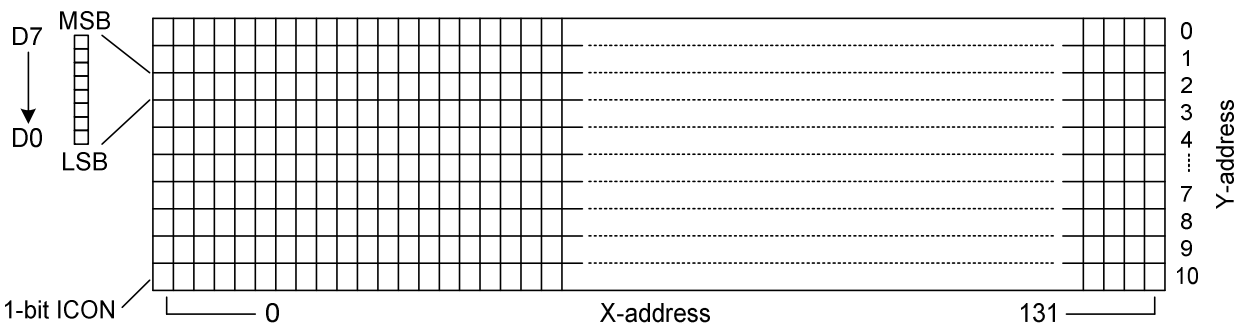 MSB
D7
D0
LSB
0
1
2
3
4
7
8
9
10
Y-address
1-bit ICON
0
X-address
131